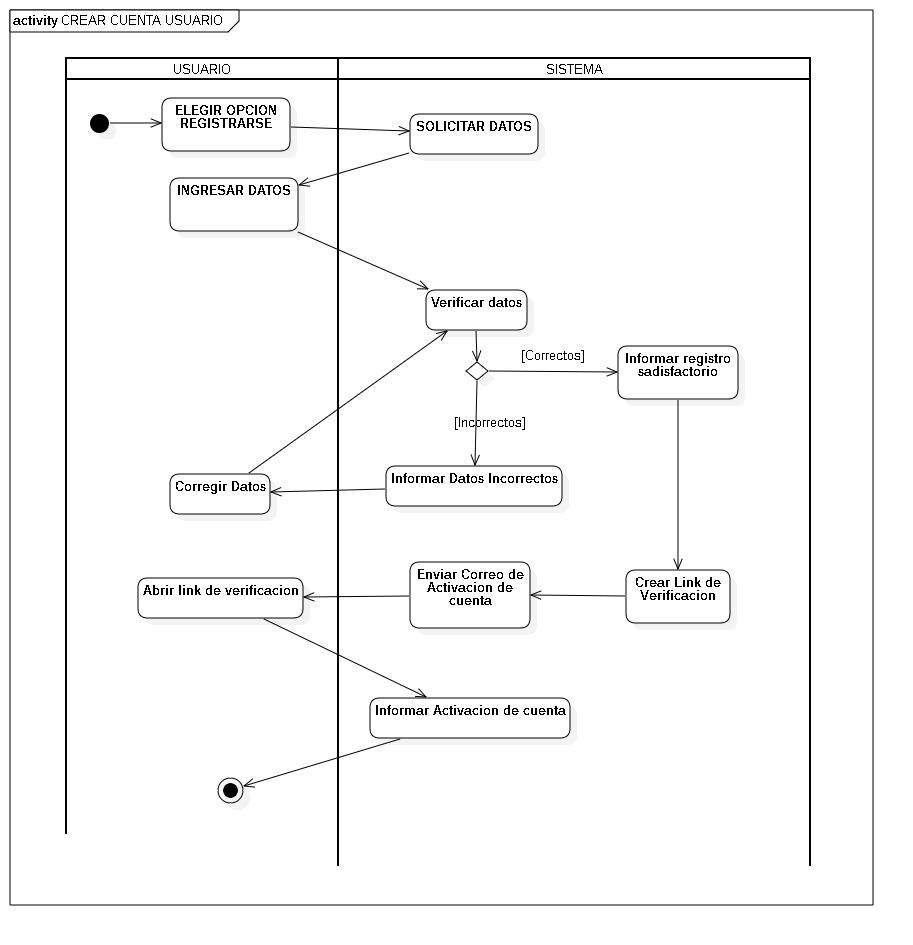 activity CREAR CUENTA USUARIO
USUARIO
SISTEMA
ELEGIR OPCION
REGISTRARSE
SOLICITAR DATOS
INGRESAR DATOS
Verificar datos
[Correctos]
Informar registro
sadisfactorio
[Incorrectos]
Informar Datos Incorrectos
Corregir Datos
Enviar Correo de
Activacion de
cuenta
Crear Link de
Verificacion
Abrir link de verificacion
Informar Activacion de cuenta